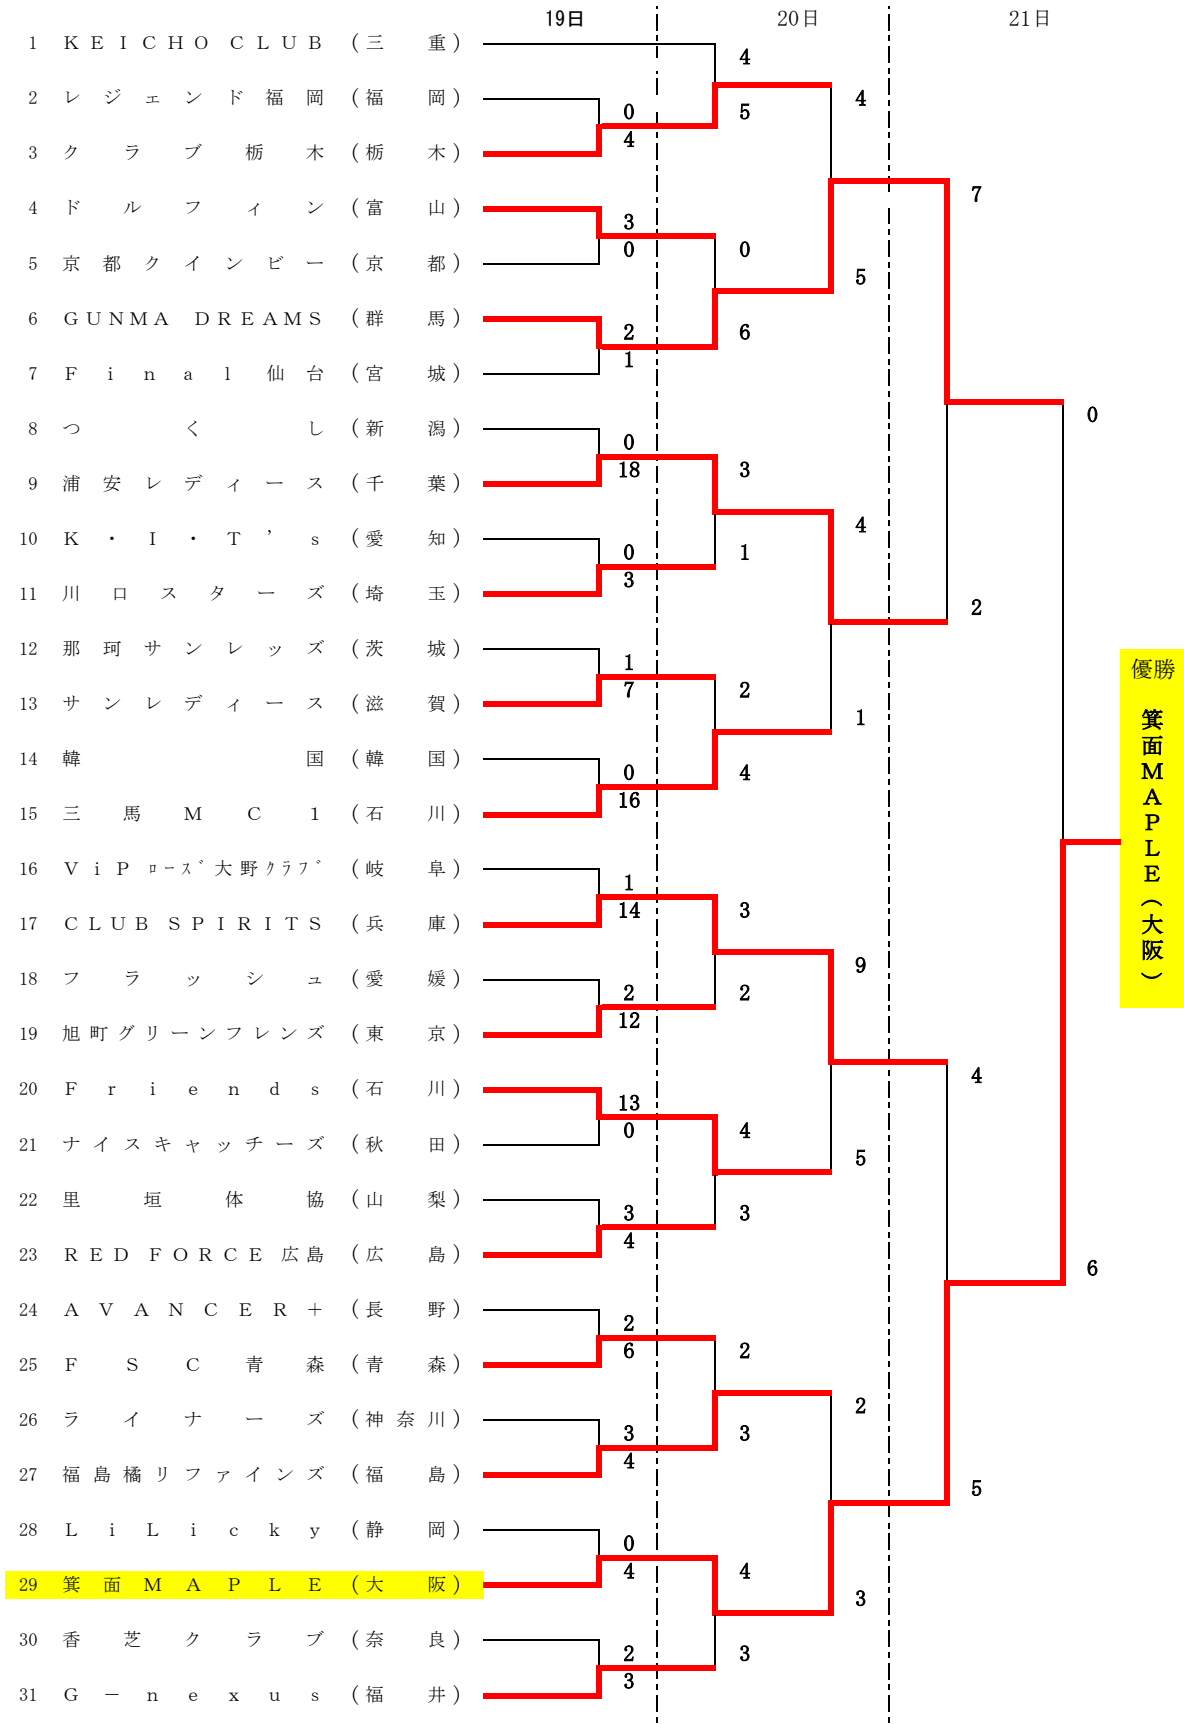 19日 20日 21日
1 KEICHO CLUB (三重)
4
2 レジェンド福岡 (福岡)
4
0
5
4
3 クラブ栃木 (栃木)
7
4 ドルフィン (富山)
3
0
0
5 京都クインビー (京都)
5
6 GUNMA DREAMS (群馬)
2
6
1
7 Final仙台 (宮城)
0
8 つくし (新潟)
0
18
3
9 浦安レディース (千葉)
4
10 K・I・T’s (愛知)
0
1
3
11 川口スターズ (埼玉)
2
12 那珂サンレッズ (茨城)
1
7
2
13 サンレディース (滋賀)
1
14 韓国 (韓国)
0
4
16
15 三馬MC1 (石川)
16 ViPローズ大野クラブ (岐阜)
1
14
3
17 CLUB SPIRITS (兵庫)
9
18 フラッシュ (愛媛)
2
2
12
19 旭町グリーンフレンズ (東京)
4
20 Friends (石川)
13
0
4
21 ナイスキャッチーズ (秋田)
5
22 里垣体協 (山梨)
3
3
4
23 RED FORCE広島 (広島)
6
24 AVANCER+ (長野)
2
6
2
25 FSC青森 (青森)
2
26 ライナーズ (神奈川)
3
3
4
27 福島橘リファインズ (福島)
5
28 LiLicky (静岡)
0
4
4
29 箕面MAPLE (大阪)
3
30 香芝クラブ (奈良)
2
3
3
31 G-nexus (福井)
優勝
箕面MAPLE(大阪)